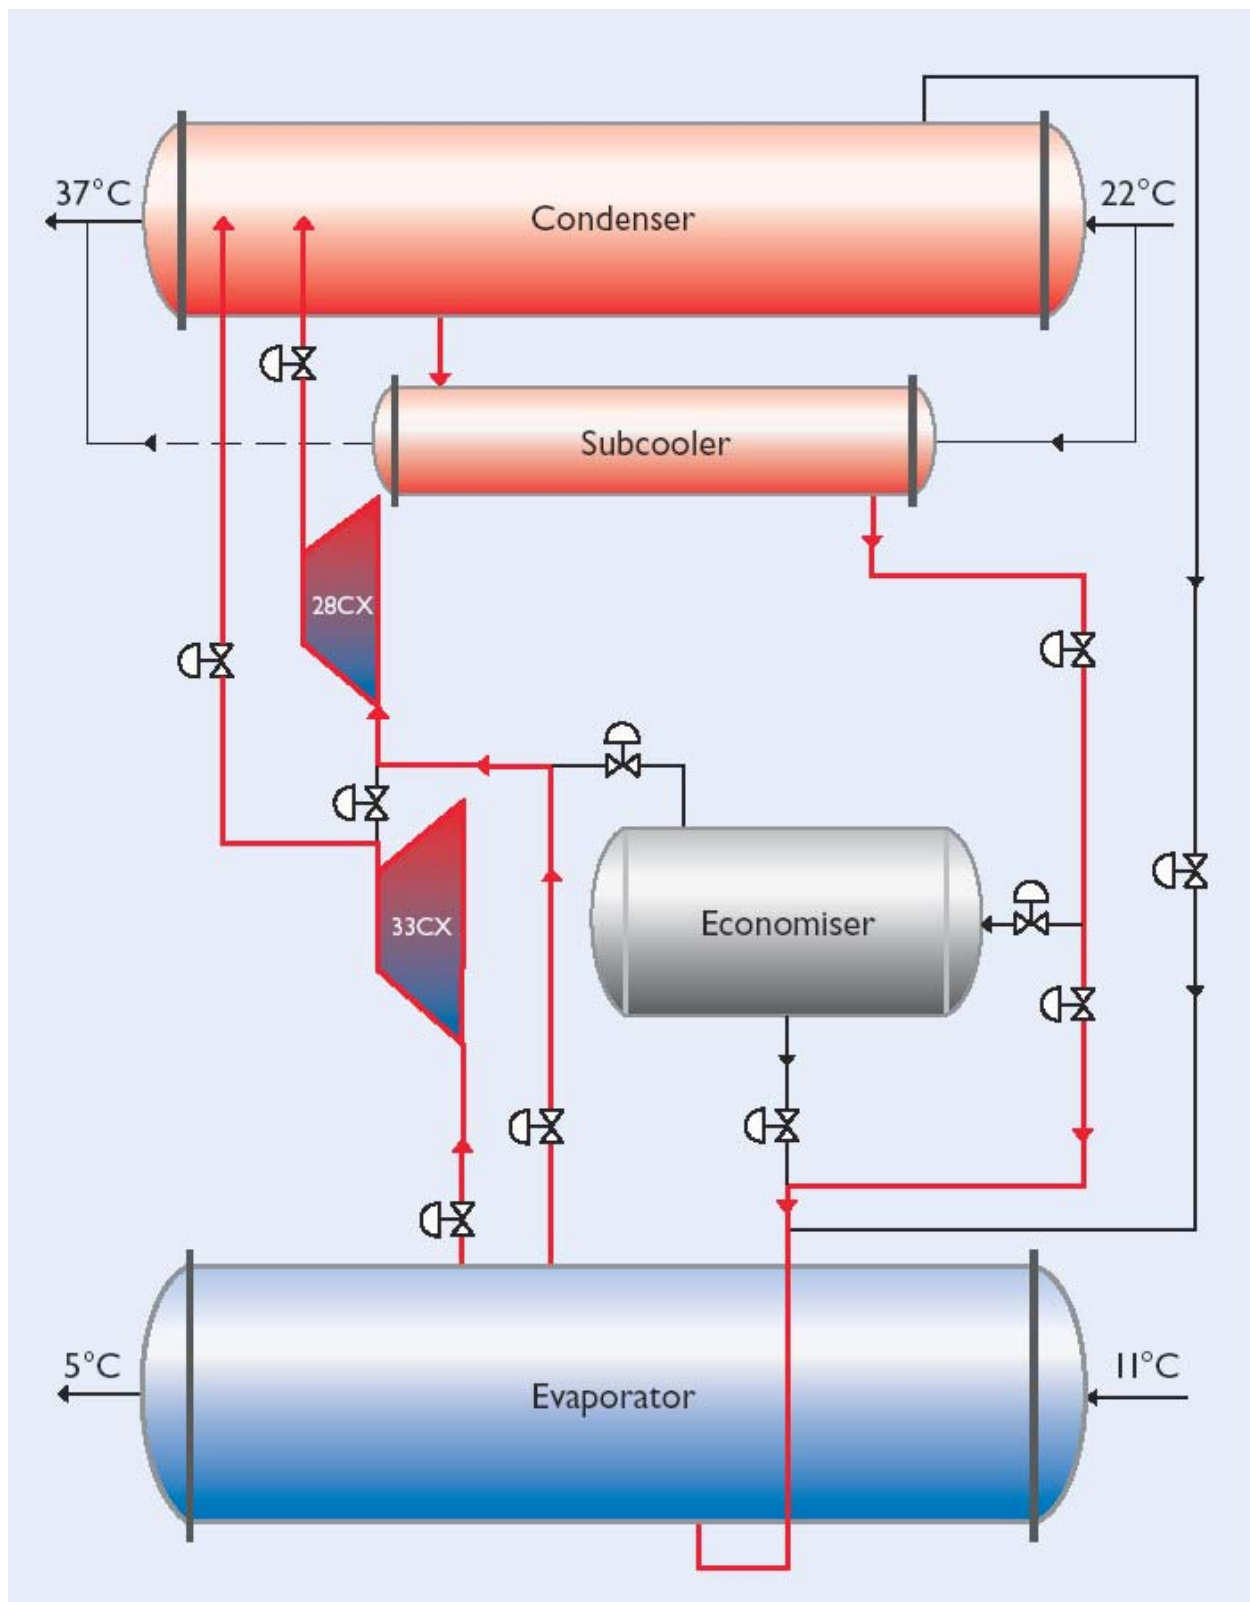 37°C
Condenser
22°C
Subcooler
28CX
33CX
Economiser
5°C
Evaporator
11°C